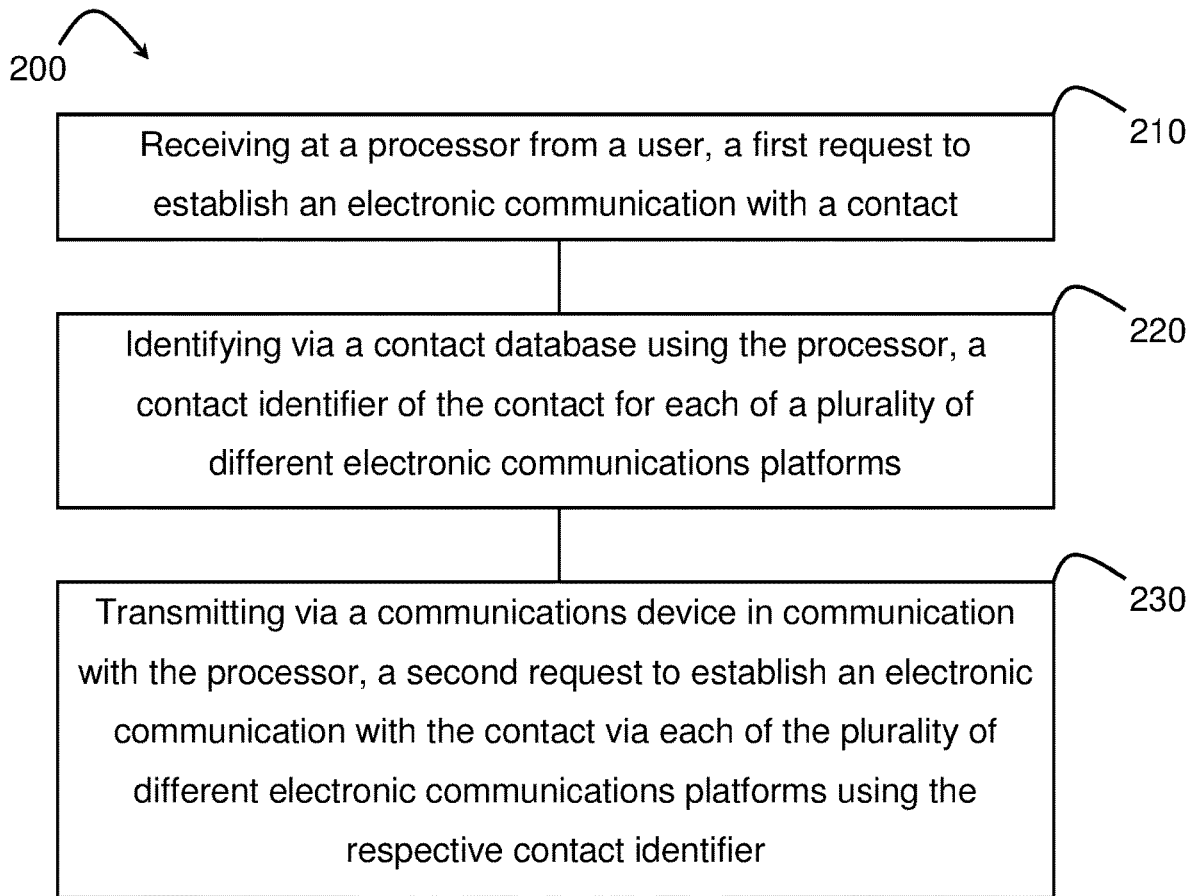 200
210
Receiving at a processor from a user, a first request to
establish an electronic communication with a contact
220
Identifying via a contact database using the processor, a
contact identifier of the contact for each of a plurality of
different electronic communications platforms
230
Transmitting via a communications device in communication
with the processor, a second request to establish an electronic
communication with the contact via each of the plurality of
different electronic communications platforms using the
respective contact identifier